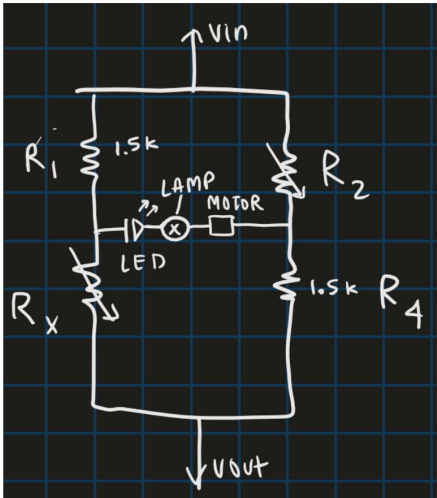 Vin
R1
1.5k
R2
LAMP
MOTOR
LED
Rx
1.5k
R4
Vout